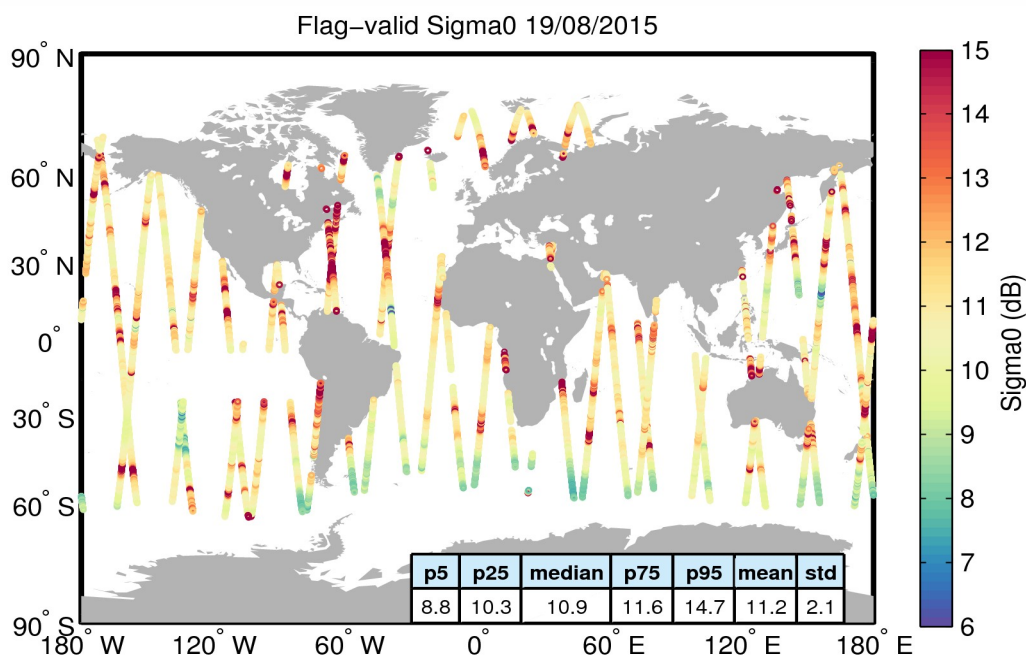 Flag−valid Sigma0 19/08/2015
90° N
60° N
30° N
0°
30° S
60° S
90° S
180° W
120° W
60° W
0°
60° E
120° E
180° E
p5 p25 median p75 p95 mean std
8.8 10.3 10.9 11.6 14.7 11.2 2.1
15
14
13
12
11
10
9
8
7
6
Sigma0 (dB)